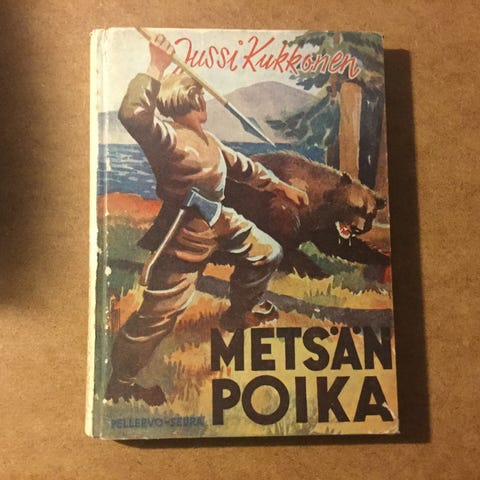 Jussi Kukkonen
METSÄN
POIKA
PELLERVO-SEURA